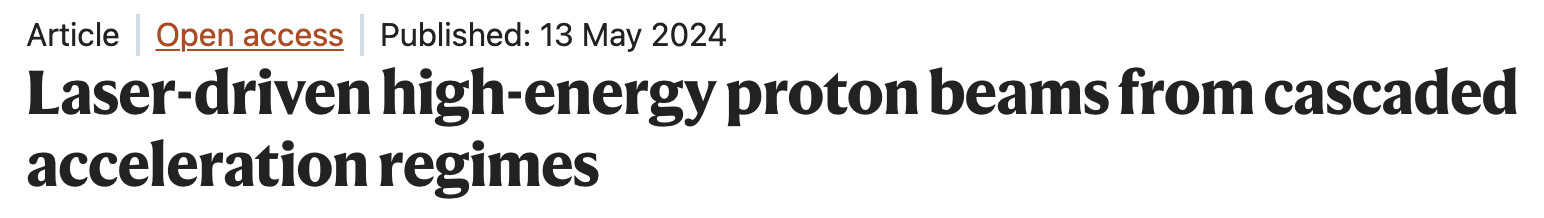 Article Open access Published: 13 May 2024
Laser-driven high-energy proton beams from cascaded
acceleration regimes